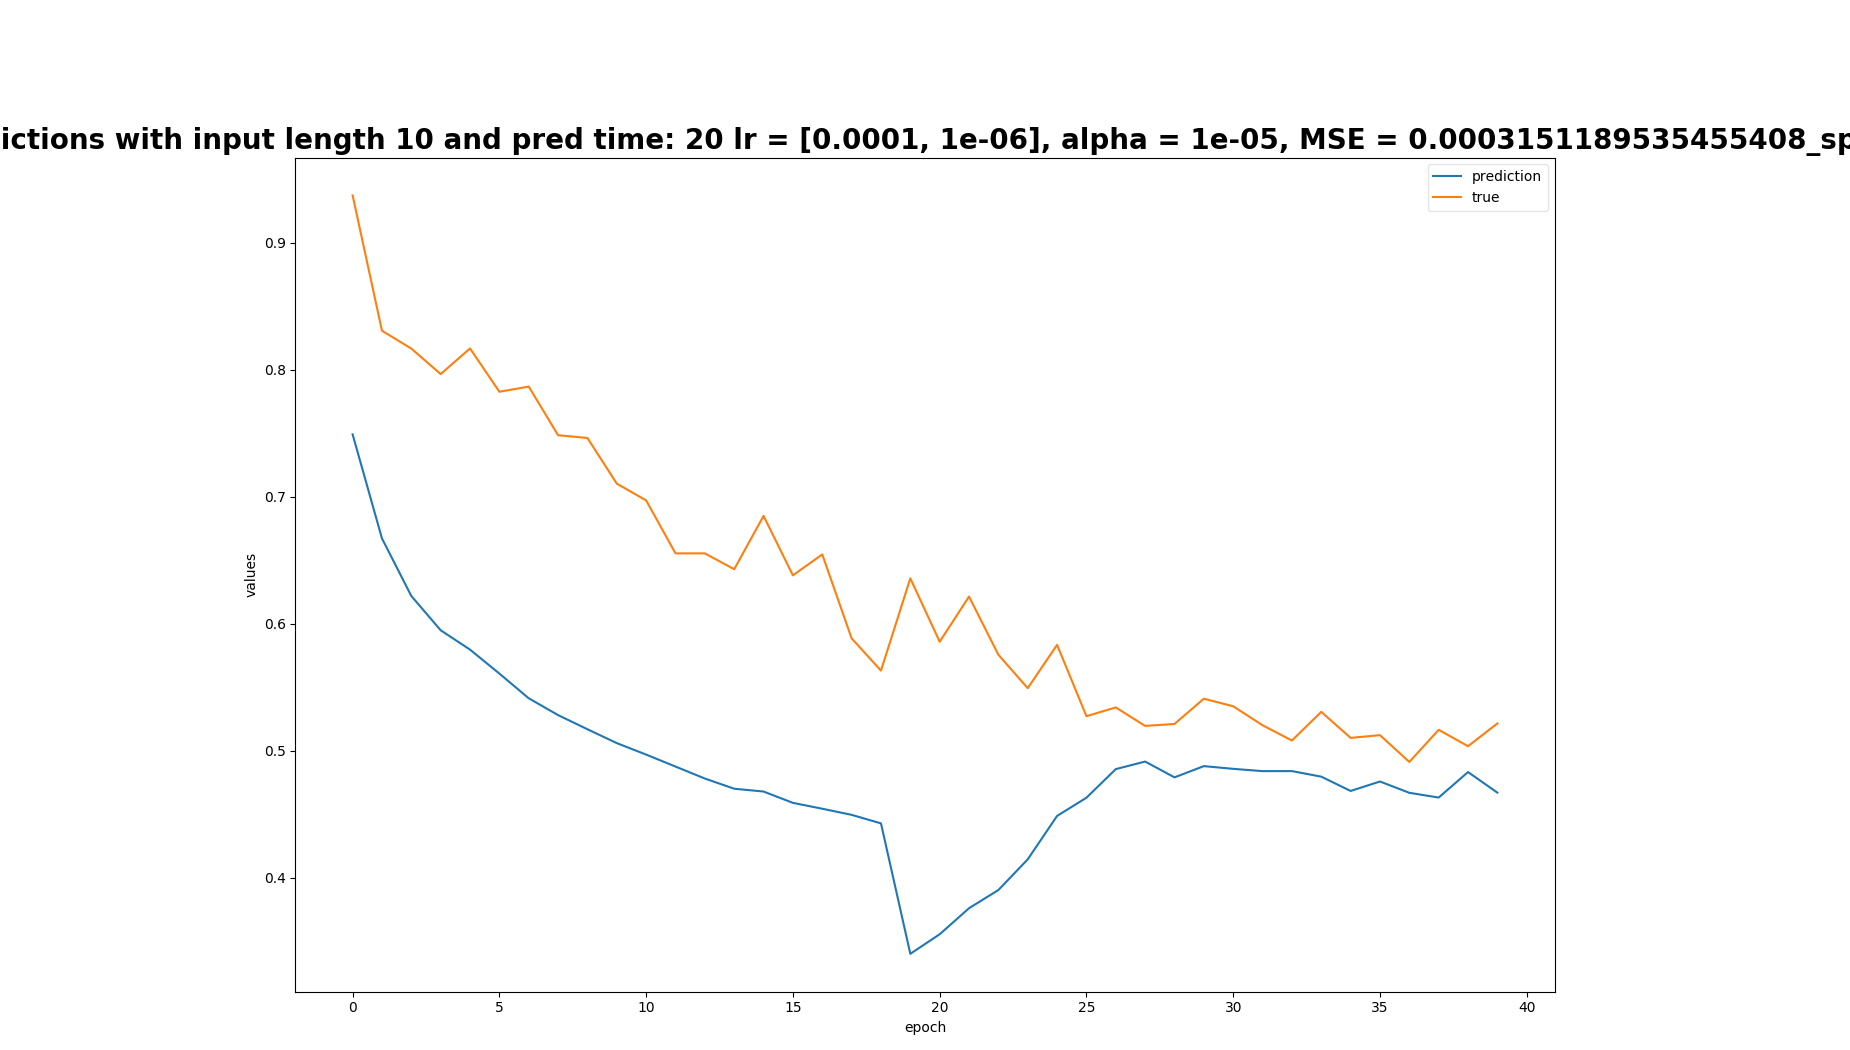 ictions with input length 10 and pred time: 20 lr = [0.0001, 1e-06], alpha = 1e-05, MSE = 0.0003151189535455408_sp
prediction
true
0.9
0.8
0.7
0.6
0.5
0.4
values
0 5 10 15 20 25 30 35 40
epoch